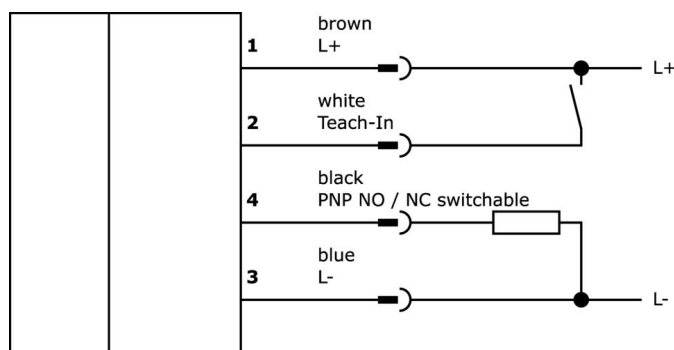 brown
1 L+
L+
white
2 Teach-In
black
4 PNP NO / NC switchable
blue
3 L-
L-